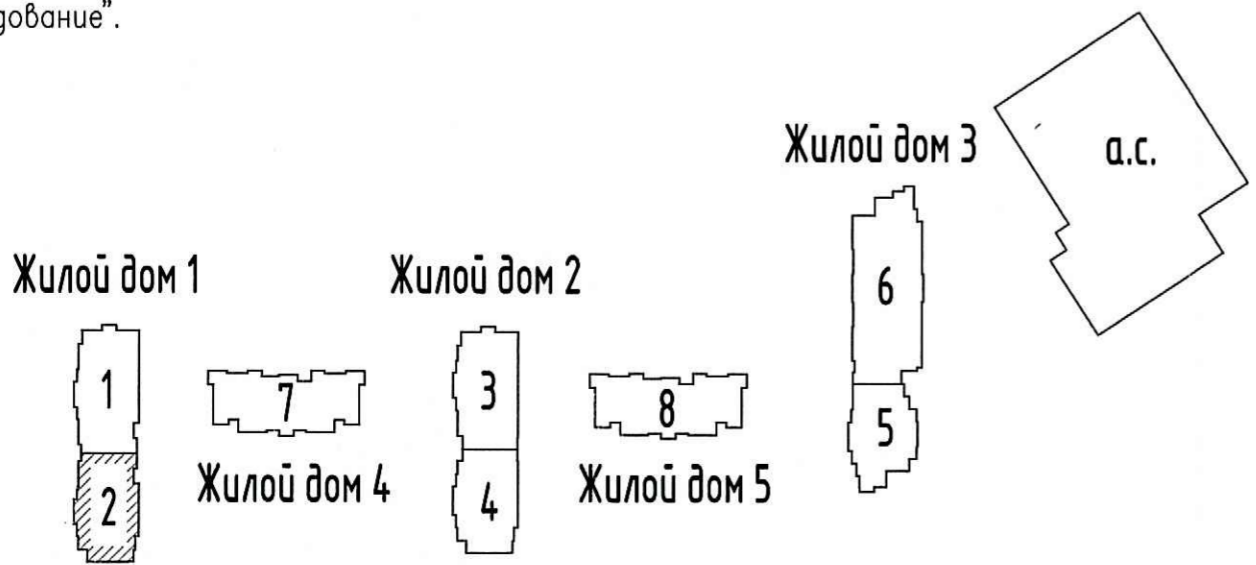 дование".
Жилой дом 3
а.с.
Жилой дом 1
Жилой дом 2
6
1
7
3
8
5
Жилой дом 4
Жилой дом 5
2
4